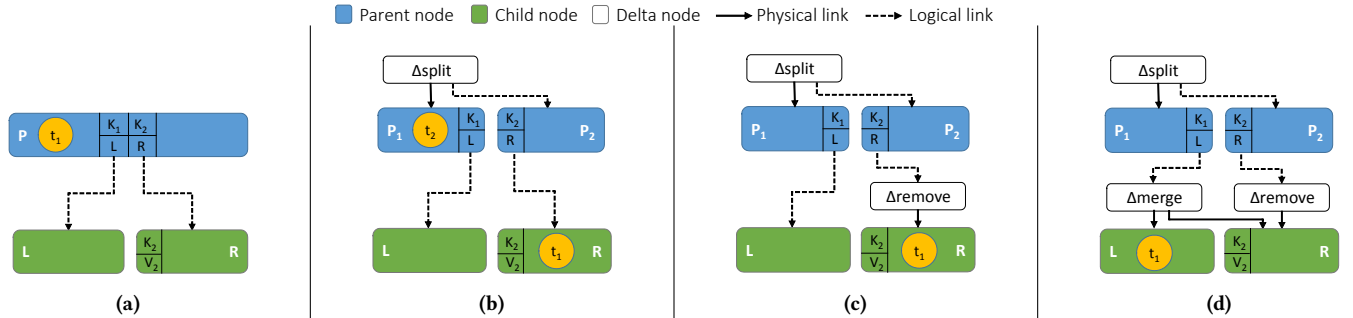 Parent node Child node Delta node Physical link Logical link
P t1 K1 K2
L R
L K2 R
V2
(a)
Δsplit
P1 t2 K1 K2 P2
L R
L K2 t1 R
V2
(b)
Δsplit
P1 K1 K2 P2
L R
Δremove
L K2 t1 R
V2
(c)
Δsplit
P1 K1 K2 P2
L R
Δmerge Δremove
L t1 K2 R
V2
(d)